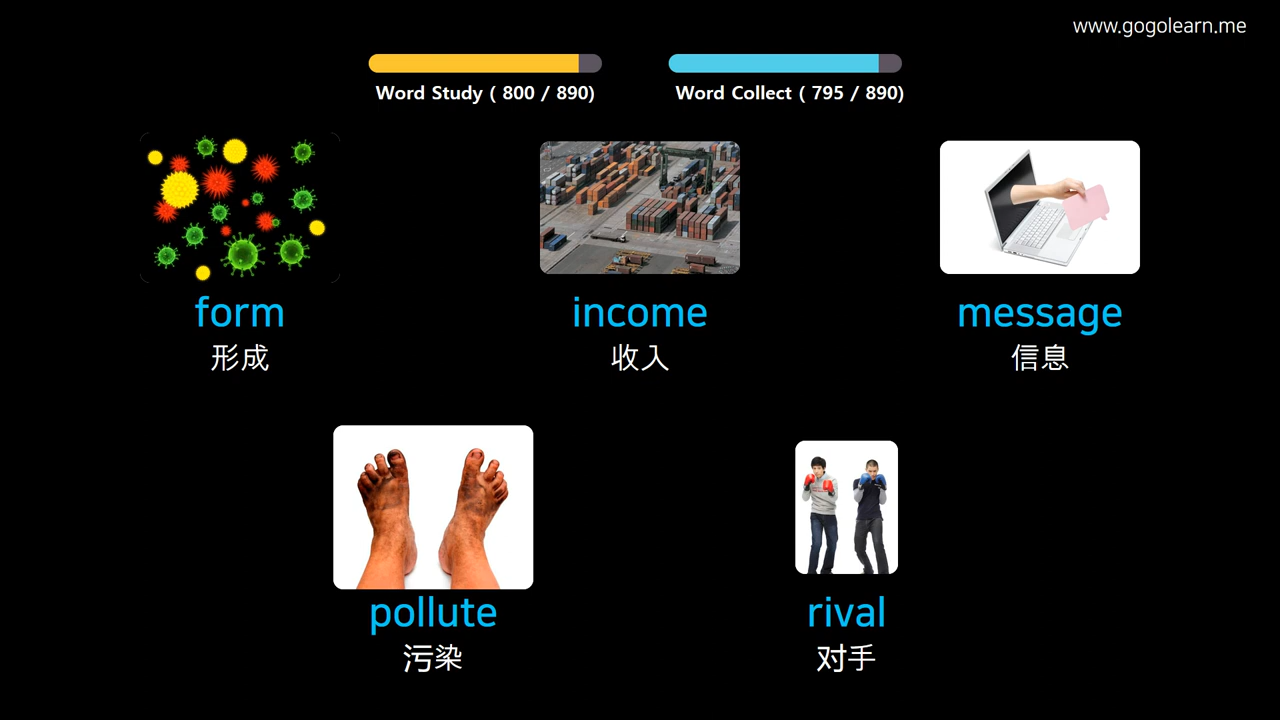 www.gogolearn.me
Word Study ( 800 / 890)
Word Collect ( 795 / 890)
form
形成
income
收入
message
信息
pollute
污染
rival
对手